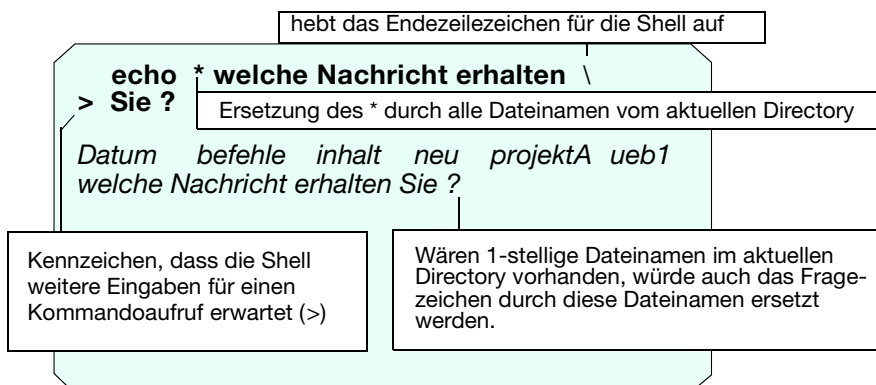 hebt das Endezeilezeichen für die Shell auf
echo * welche Nachricht erhalten \
> Sie ?
Ersetzung des * durch alle Dateinamen vom aktuellen Directory
Datum befehle inhalt neu projektA ueb1
welche Nachricht erhalten Sie ?
Kennzeichen, dass die Shell
weitere Eingaben für einen
Kommandoaufruf erwartet (>)
Wären 1-stellige Dateinamen im aktuellen
Directory vorhanden, würde auch das Frage-
zeichen durch diese Dateinamen ersetzt
werden.